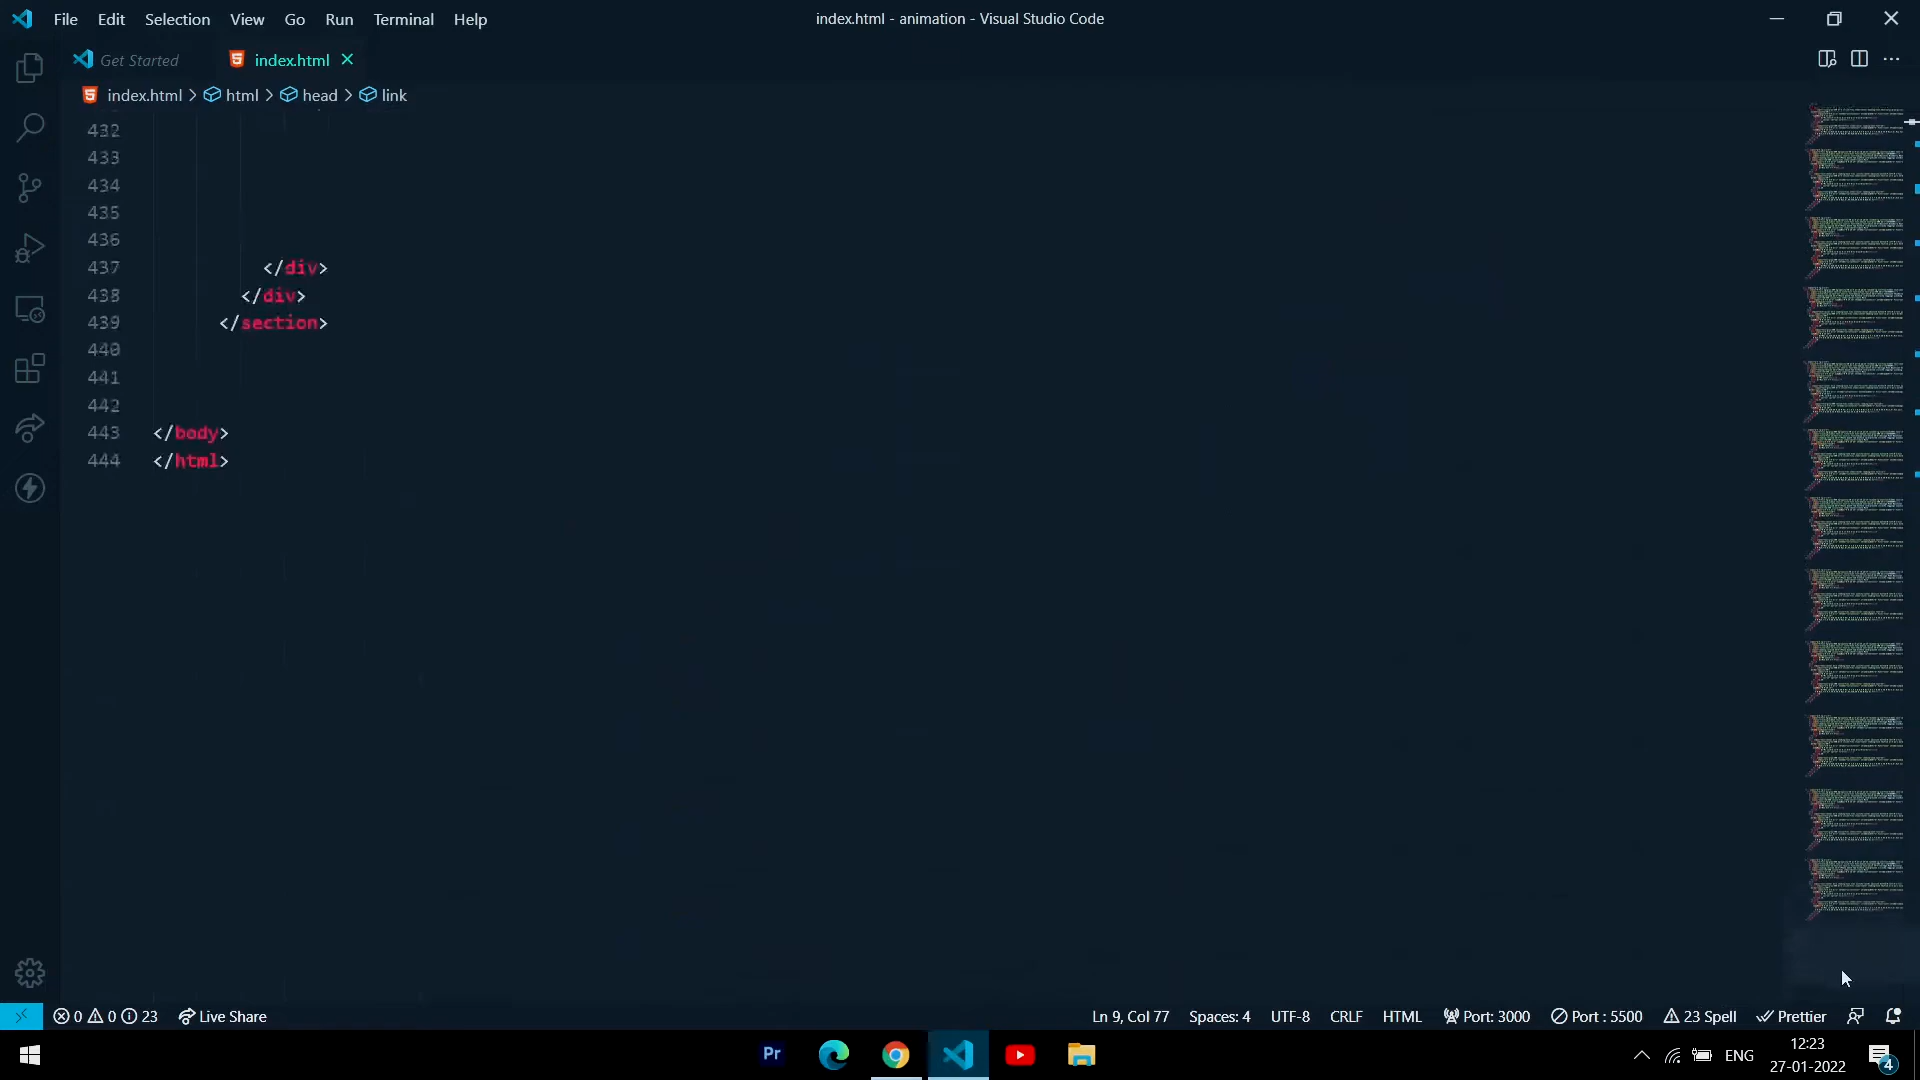 File Edit Selection View Go Run Terminal Help
index.html - animation - Visual Studio Code
Get Started
index.html
index.html > html > head > link
432
433
434
435
436
437 </div>
438 </div>
439 </section>
440
441
442
443 </body>
444 </html>
0 0 23 Live Share
Ln 9, Col 77 Spaces: 4 UTF-8 CRLF HTML Port: 3000 Port : 5500 23 Spell Prettier
Pr
ENG
12:23
27-01-2022
4